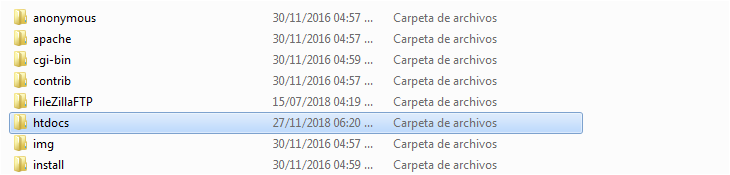 anonymous 30/11/2016 04:57 ... Carpeta de archivos
apache 30/11/2016 04:57 ... Carpeta de archivos
cgi-bin 30/11/2016 04:59 ... Carpeta de archivos
contrib 30/11/2016 04:57 ... Carpeta de archivos
FileZillaFTP 15/07/2018 04:19 ... Carpeta de archivos
htdocs 27/11/2018 06:20 ... Carpeta de archivos
img 30/11/2016 04:57 ... Carpeta de archivos
install 30/11/2016 04:59 ... Carpeta de archivos